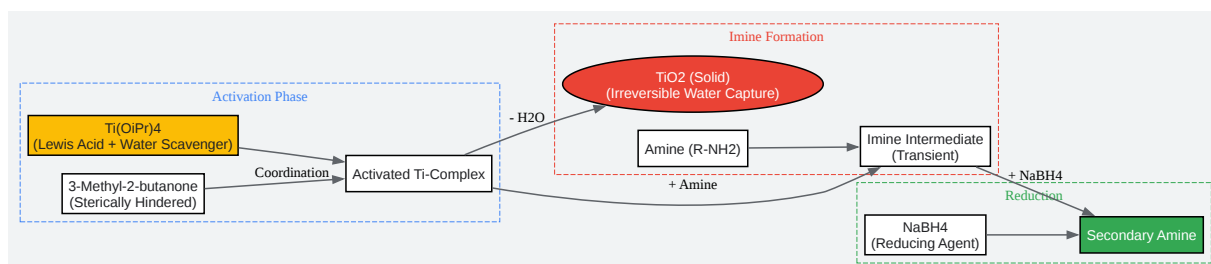 Activation Phase
Ti(OiPr)4
(Lewis Acid + Water Scavenger)
3-Methyl-2-butanone
(Sterically Hindered)
Coordination
Activated Ti-Complex
- H2O
+ Amine
Imine Formation
TiO2 (Solid)
(Irreversible Water Capture)
Amine (R-NH2)
Imine Intermediate
(Transient)
+ NaBH4
Reduction
NaBH4
(Reducing Agent)
Secondary Amine